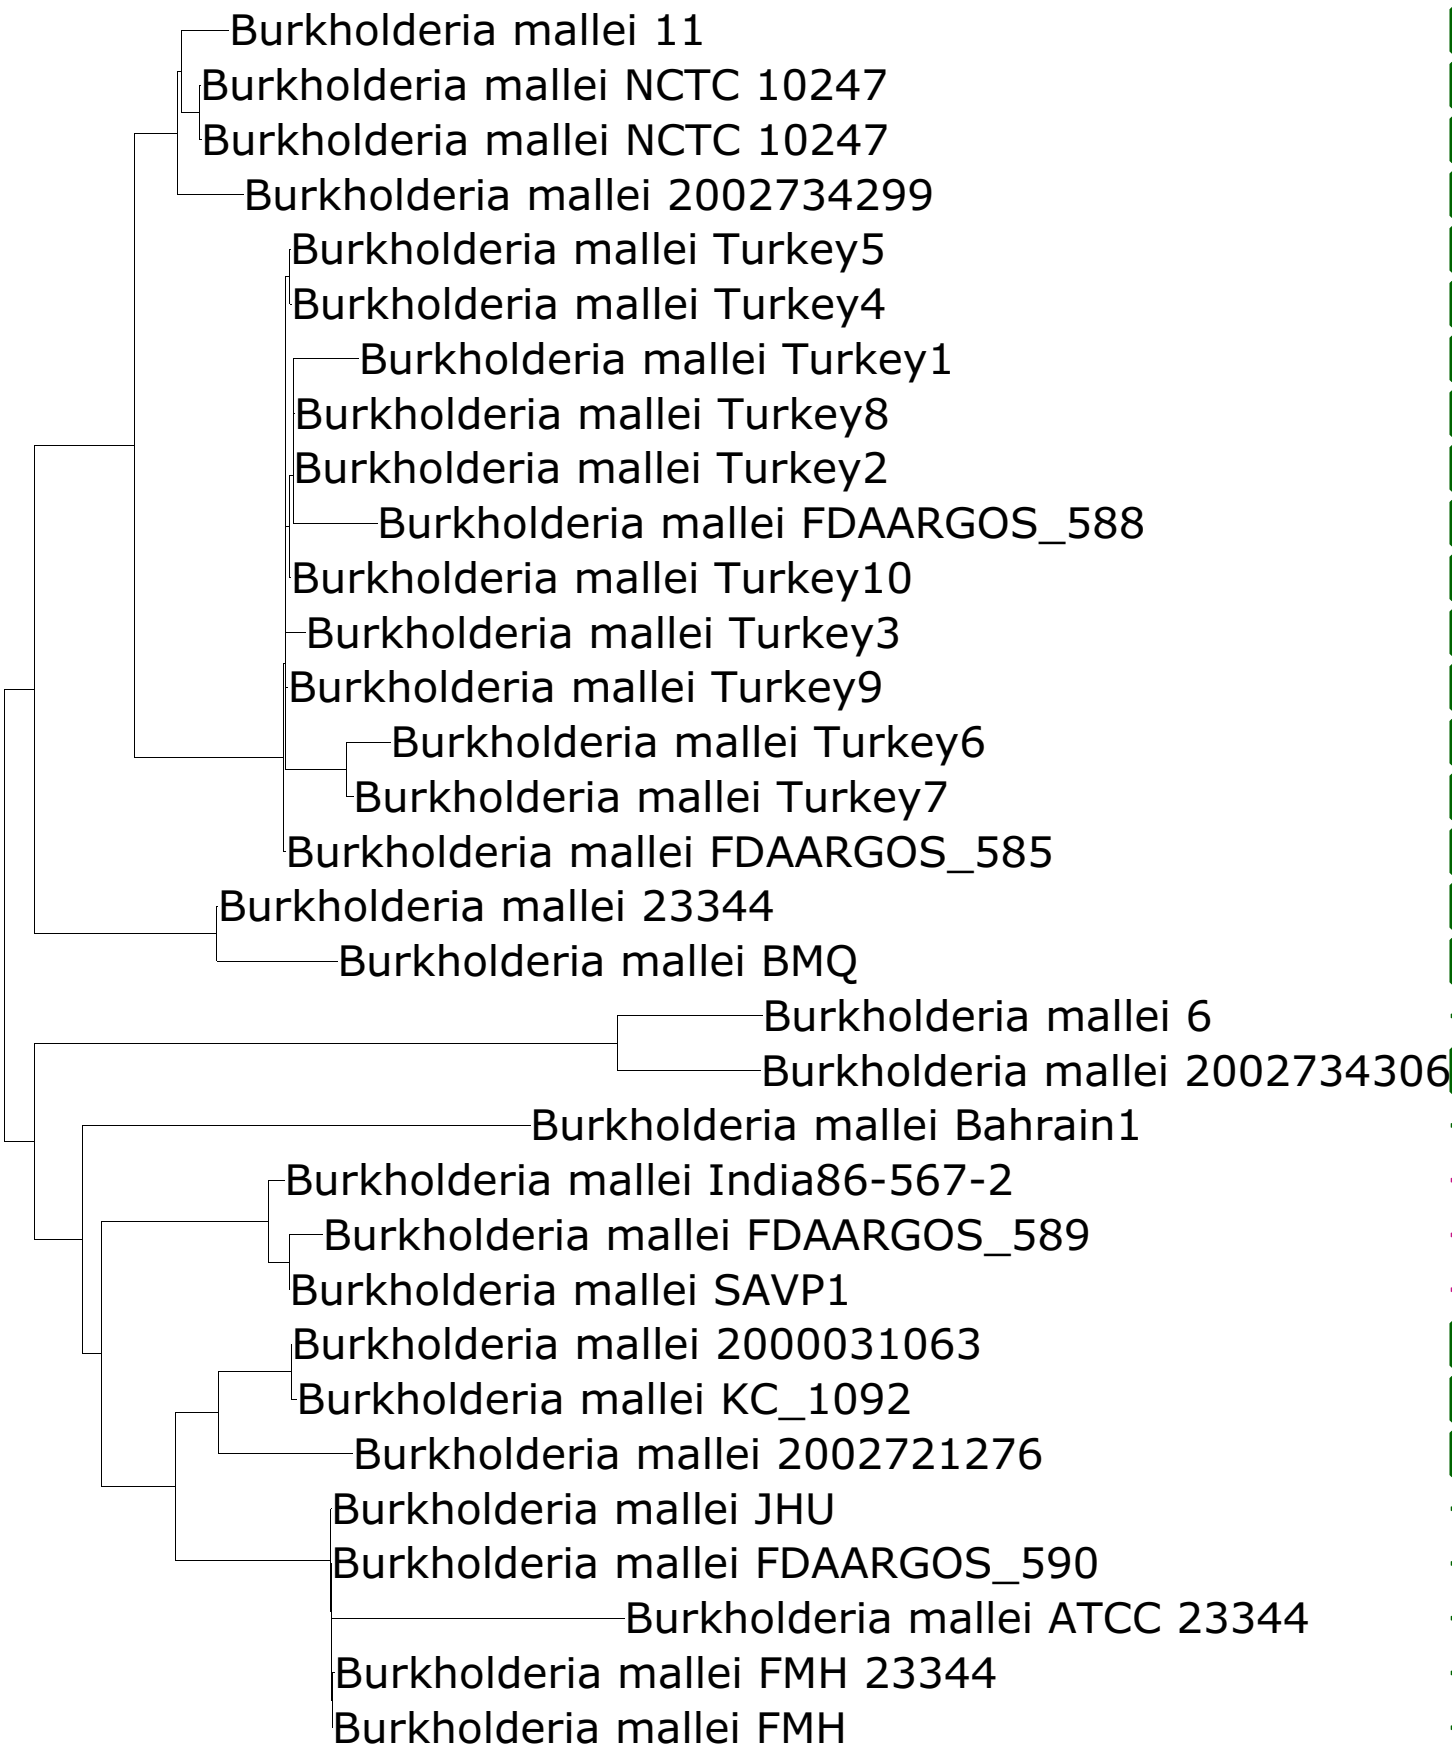 Burkholderia mallei 11
Burkholderia mallei NCTC 10247
Burkholderia mallei NCTC 10247
Burkholderia mallei 2002734299
Burkholderia mallei Turkey5
Burkholderia mallei Turkey4
Burkholderia mallei Turkey1
Burkholderia mallei Turkey8
Burkholderia mallei Turkey2
Burkholderia mallei FDAARGOS_588
Burkholderia mallei Turkey10
Burkholderia mallei Turkey3
Burkholderia mallei Turkey9
Burkholderia mallei Turkey6
Burkholderia mallei Turkey7
Burkholderia mallei FDAARGOS_585
Burkholderia mallei 23344
Burkholderia mallei BMQ
Burkholderia mallei 6
Burkholderia mallei 2002734306
Burkholderia mallei Bahrain1
Burkholderia mallei India86-567-2
Burkholderia mallei FDAARGOS_589
Burkholderia mallei SAVP1
Burkholderia mallei 2000031063
Burkholderia mallei KC_1092
Burkholderia mallei 2002721276
Burkholderia mallei JHU
Burkholderia mallei FDAARGOS_590
Burkholderia mallei ATCC 23344
Burkholderia mallei FMH 23344
Burkholderia mallei FMH